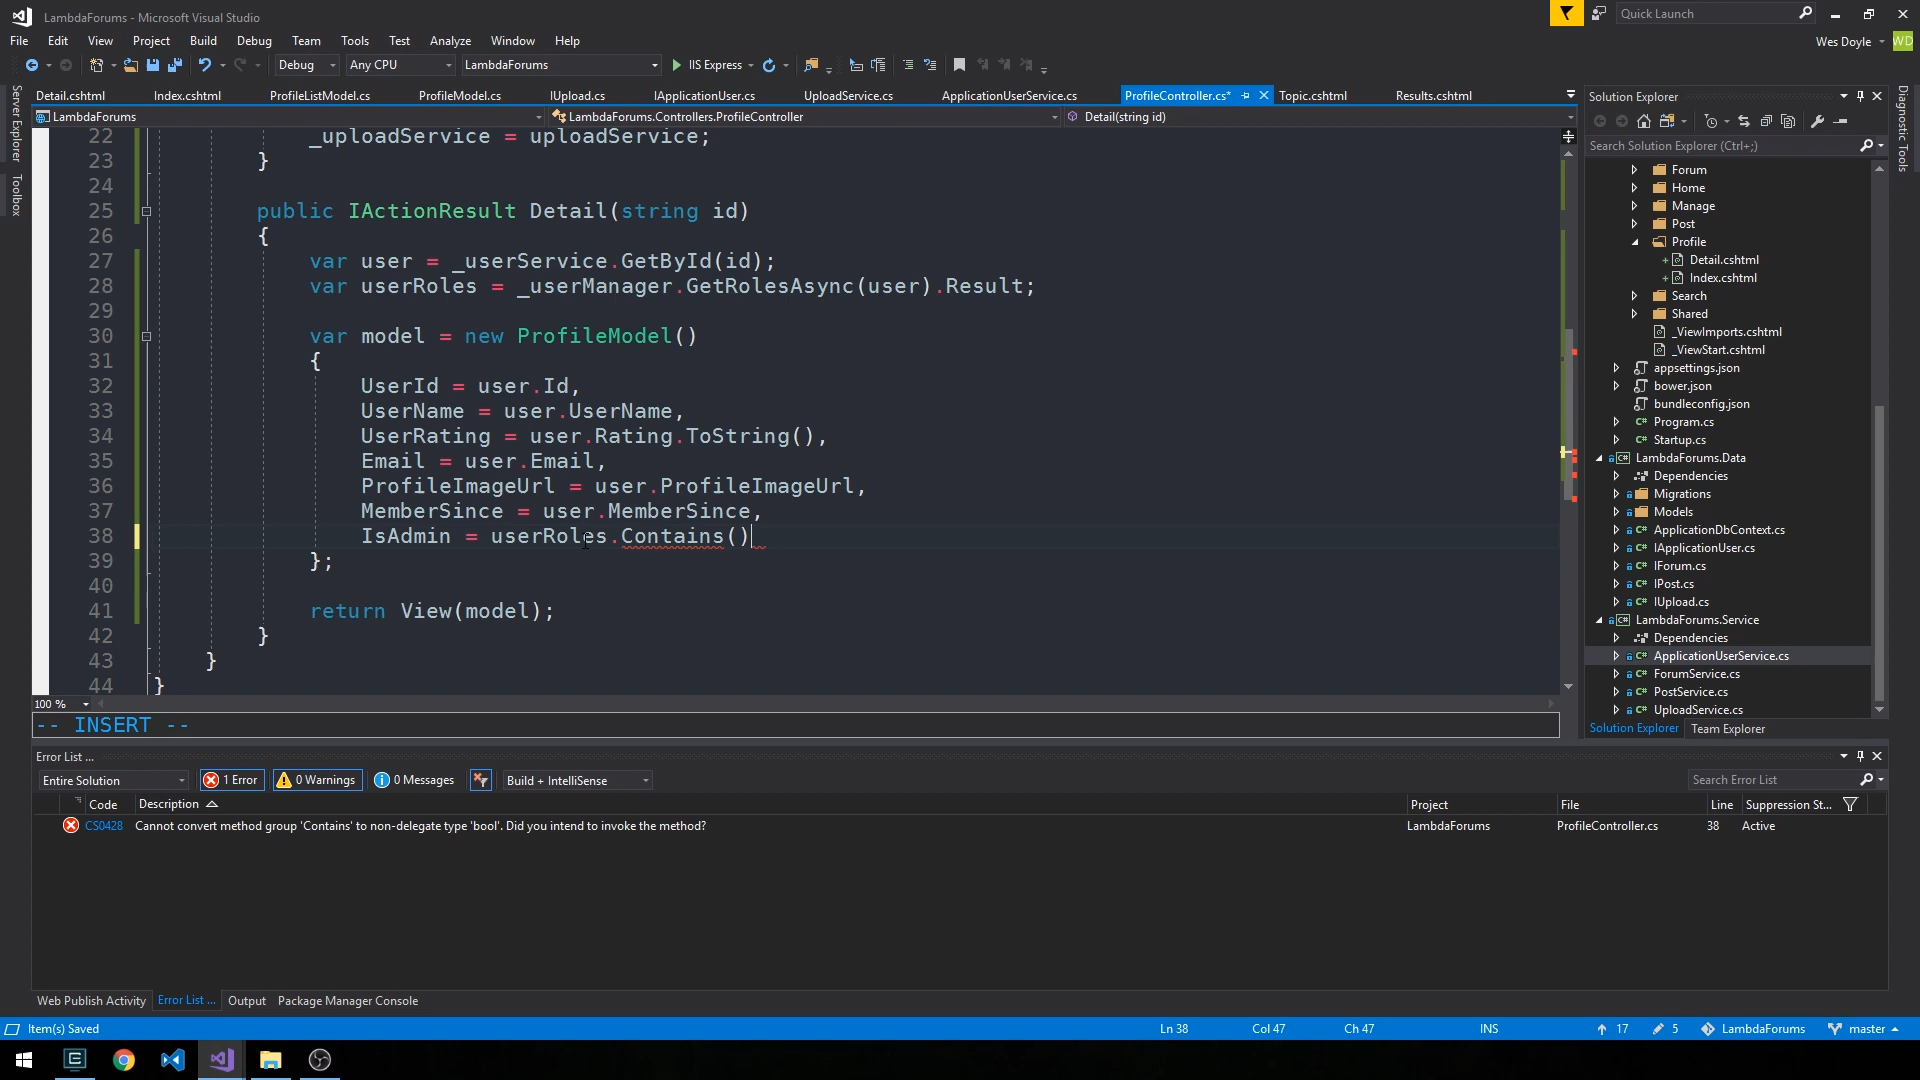 LambdaForums - Microsoft Visual Studio
Quick Launch
File Edit View Project Build Debug Team Tools Test Analyze Window Help
Wes Doyle WD
Debug Any CPU LambdaForums IIS Express
Detail.cshtml Index.cshtml ProfileListModel.cs ProfileModel.cs IUpload.cs IApplicationUser.cs UploadService.cs ApplicationUserService.cs ProfileController.cs* Topic.cshtml Results.cshtml
LambdaForums LambdaForums.Controllers.ProfileController Detail(string id)
Server Explorer
Toolbox
22 _uploadService = uploadService;
23 }
24
25 public IActionResult Detail(string id)
26 {
27 var user = _userService.GetById(id);
28 var userRoles = _userManager.GetRolesAsync(user).Result;
29
30 var model = new ProfileModel()
31 {
32 UserId = user.Id,
33 UserName = user.UserName,
34 UserRating = user.Rating.ToString(),
35 Email = user.Email,
36 ProfileImageUrl = user.ProfileImageUrl,
37 MemberSince = user.MemberSince,
38 IsAdmin = userRoles.Contains()
39 };
40
41 return View(model);
42 }
43 }
44 }
100 %
-- INSERT --
Solution Explorer
Search Solution Explorer (Ctrl+;)
Forum
Home
Manage
Post
Profile
Detail.cshtml
Index.cshtml
Search
Shared
_ViewImports.cshtml
_ViewStart.cshtml
appsettings.json
bower.json
bundleconfig.json
Program.cs
Startup.cs
LambdaForums.Data
Dependencies
Migrations
Models
ApplicationDbContext.cs
IApplicationUser.cs
IForum.cs
IPost.cs
IUpload.cs
LambdaForums.Service
Dependencies
ApplicationUserService.cs
ForumService.cs
PostService.cs
UploadService.cs
Solution Explorer Team Explorer
Diagnostic Tools
Error List ...
Entire Solution 1 Error 0 Warnings 0 Messages Build + IntelliSense Search Error List
Code Description Project File Line Suppression St...
CS0428 Cannot convert method group 'Contains' to non-delegate type 'bool'. Did you intend to invoke the method? LambdaForums ProfileController.cs 38 Active
Web Publish Activity Error List ... Output Package Manager Console
Item(s) Saved Ln 38 Col 47 Ch 47 INS 17 5 LambdaForums master